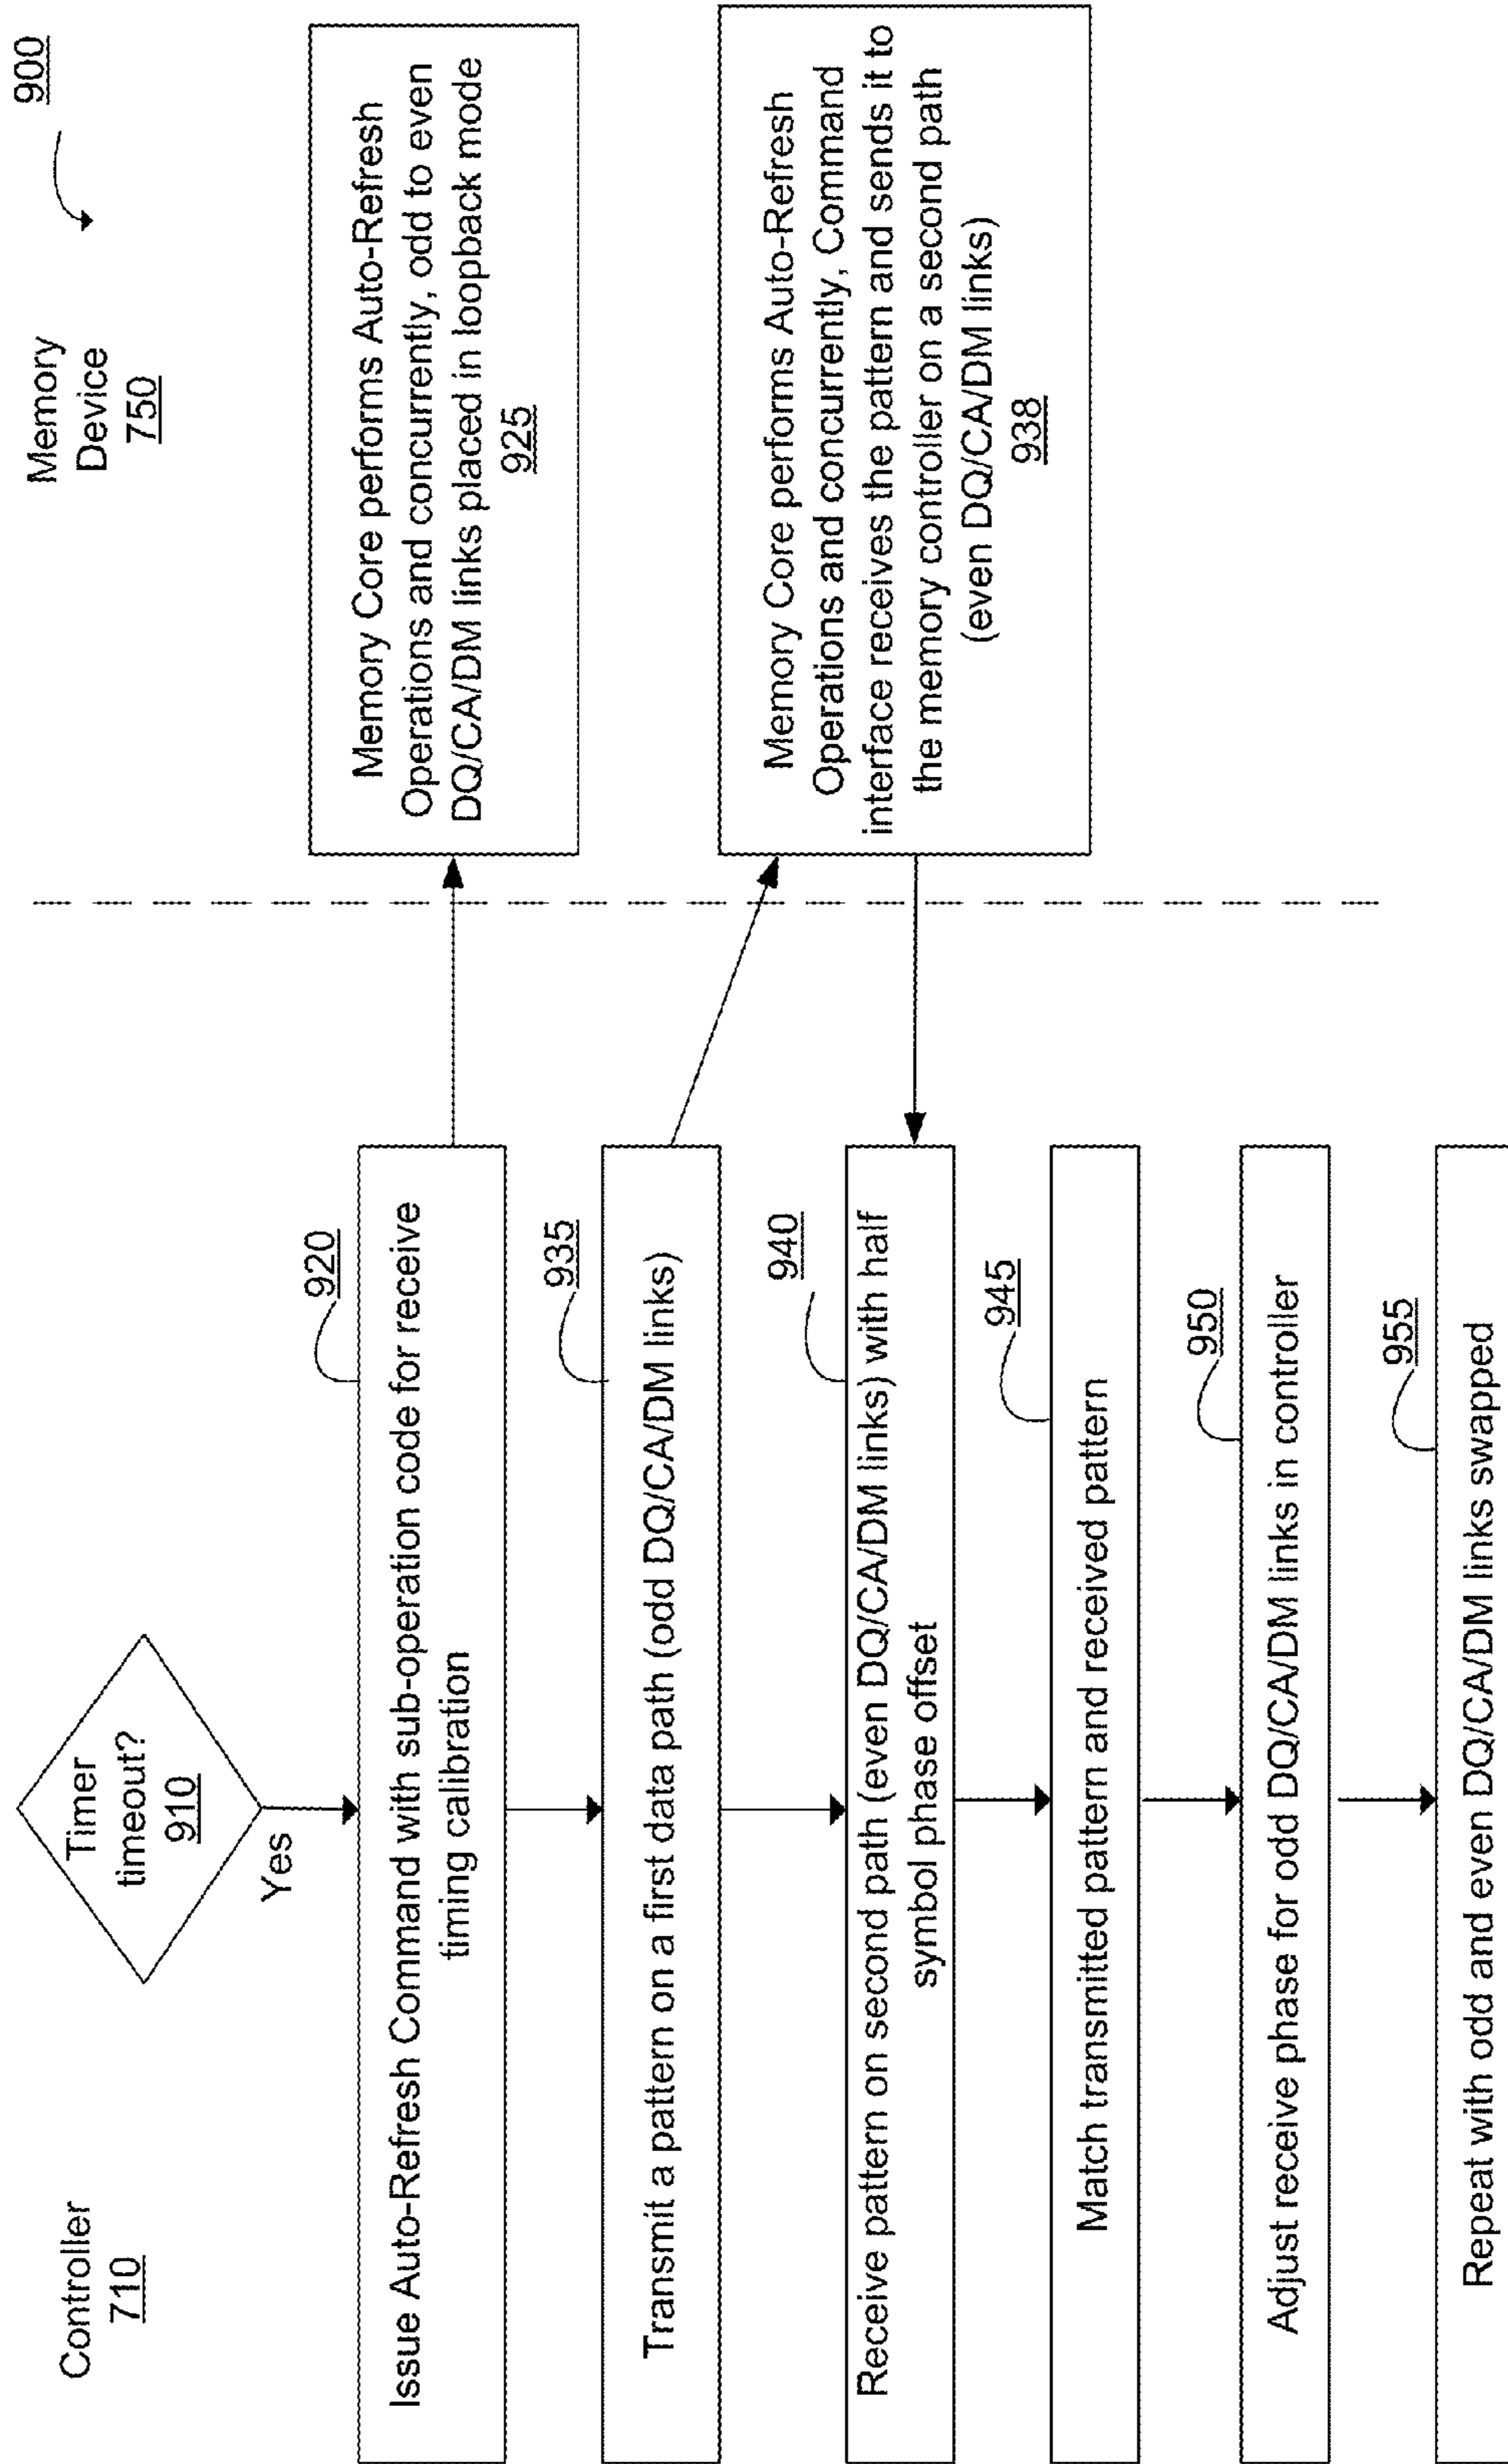 Controller
710
Memory
Device
750
900
Timer
timeout?
910
Yes
920
Issue Auto-Refresh Command with sub-operation code for receive
timing calibration
Memory Core performs Auto-Refresh
Operations and concurrently, odd to even
DQ/CA/DM links placed in loopback mode
925
935
Transmit a pattern on a first data path (odd DQ/CA/DM links)
Memory Core performs Auto-Refresh
Operations and concurrently, Command
interface receives the pattern and sends it to
the memory controller on a second path
(even DQ/CA/DM links)
938
940
Receive pattern on second path (even DQ/CA/DM links) with half
symbol phase offset
945
Match transmitted pattern and received pattern
950
Adjust receive phase for odd DQ/CA/DM links in controller
955
Repeat with odd and even DQ/CA/DM links swapped